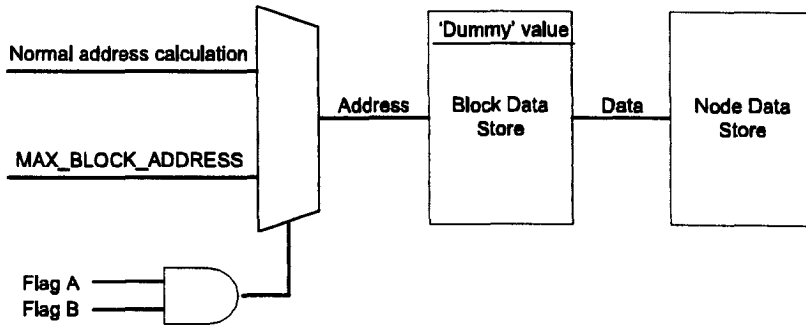 Normal address calculation
MAX_BLOCK_ADDRESS
Flag A
Flag B
Address
'Dummy' value
Block Data
Store
Data
Node Data
Store